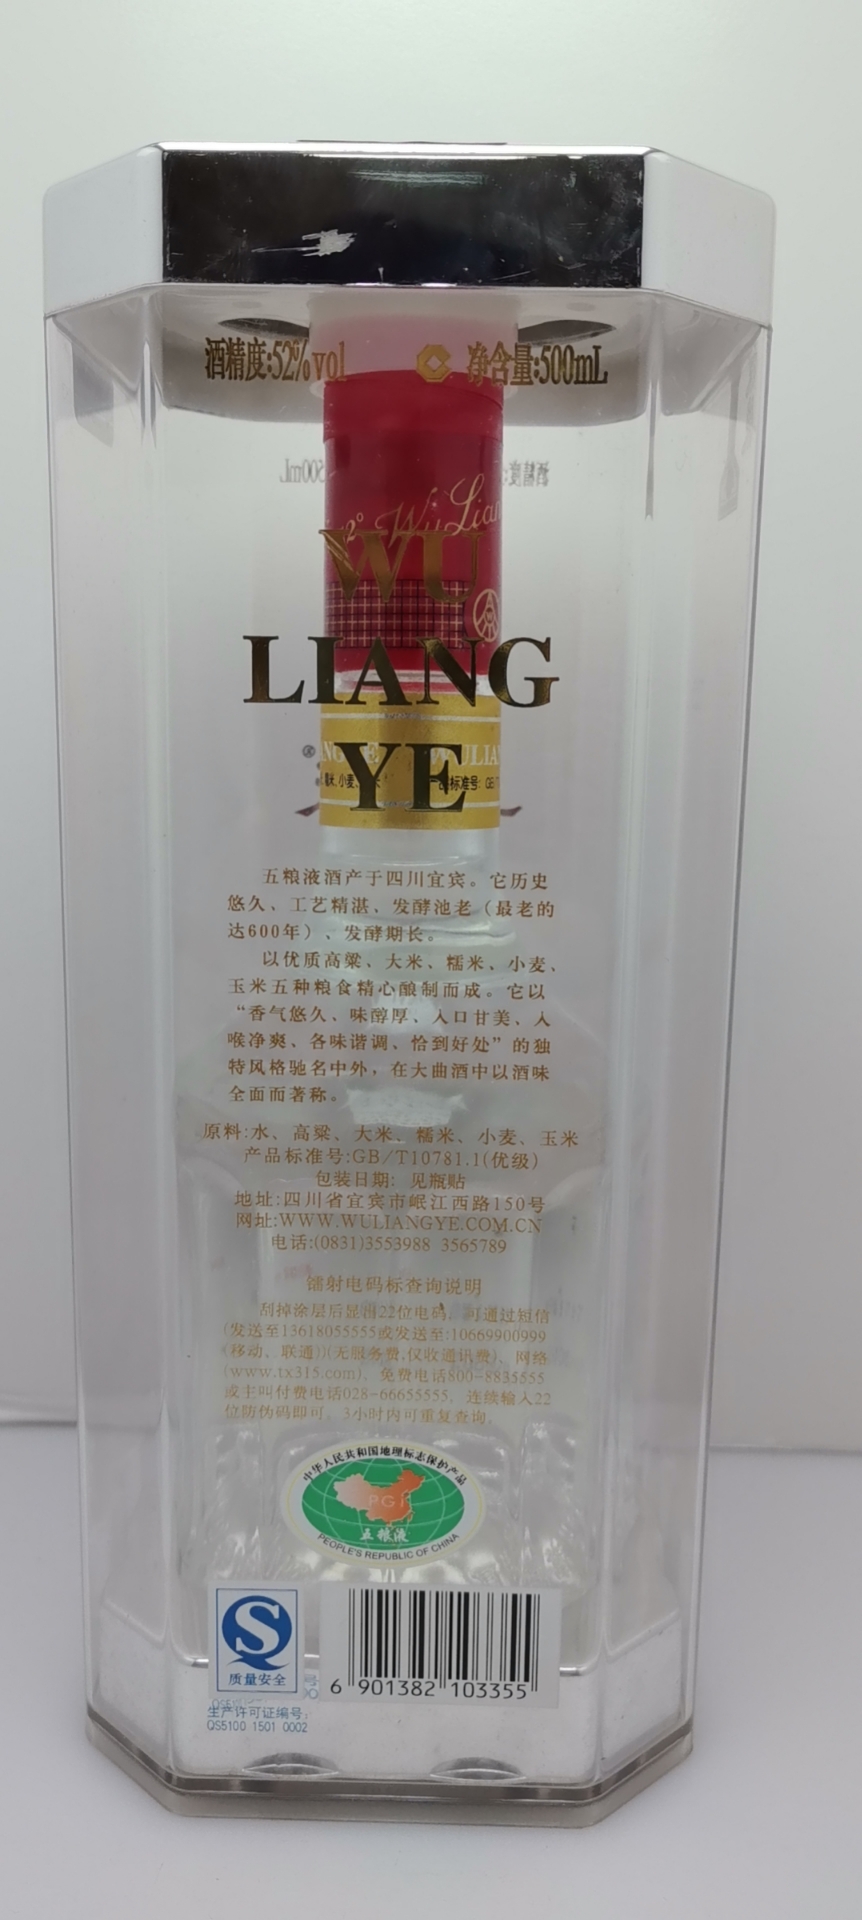 酒精度:52%vol 净含量:500mL
Wu Lian
WU
LIANG
YE
五粮液酒产于四川宜宾。它历史
悠久、工艺精湛、发酵池老（最老的
达600年）、发酵期长。
以优质高粱、大米、糯米、小麦、
玉米五种粮食精心酿制而成。它以
“香气悠久、味醇厚、入口甘美、入
喉净爽、各味谐调、恰到好处”的独
特风格驰名中外，在大曲酒中以酒味
全面而著称。
原料:水、高粱、大米、糯米、小麦、玉米
产品标准号:GB/T10781.1(优级)
包装日期: 见瓶贴
地址:四川省宜宾市岷江西路150号
网址:WWW.WULIANGYE.COM.CN
电话:(0831)3553988 3565789
镭射电码标查询说明
刮掉涂层后显出22位电码，可通过短信
(发送至13618055555或发送至:10669900999
(移动、联通))(无服务费,仅收通讯费)、网络
(www.tx315.com)、免费电话800-8835555
或主叫付费电话028-66655555，连续输入22
位防伪码即可。3小时内可重复查询。
中华人民共和国地理标志保护产品
PGI
五粮液
PEOPLE'S REPUBLIC OF CHINA
质量安全
生产许可证编号:
QS5100 1501 0002
6 901382 103355